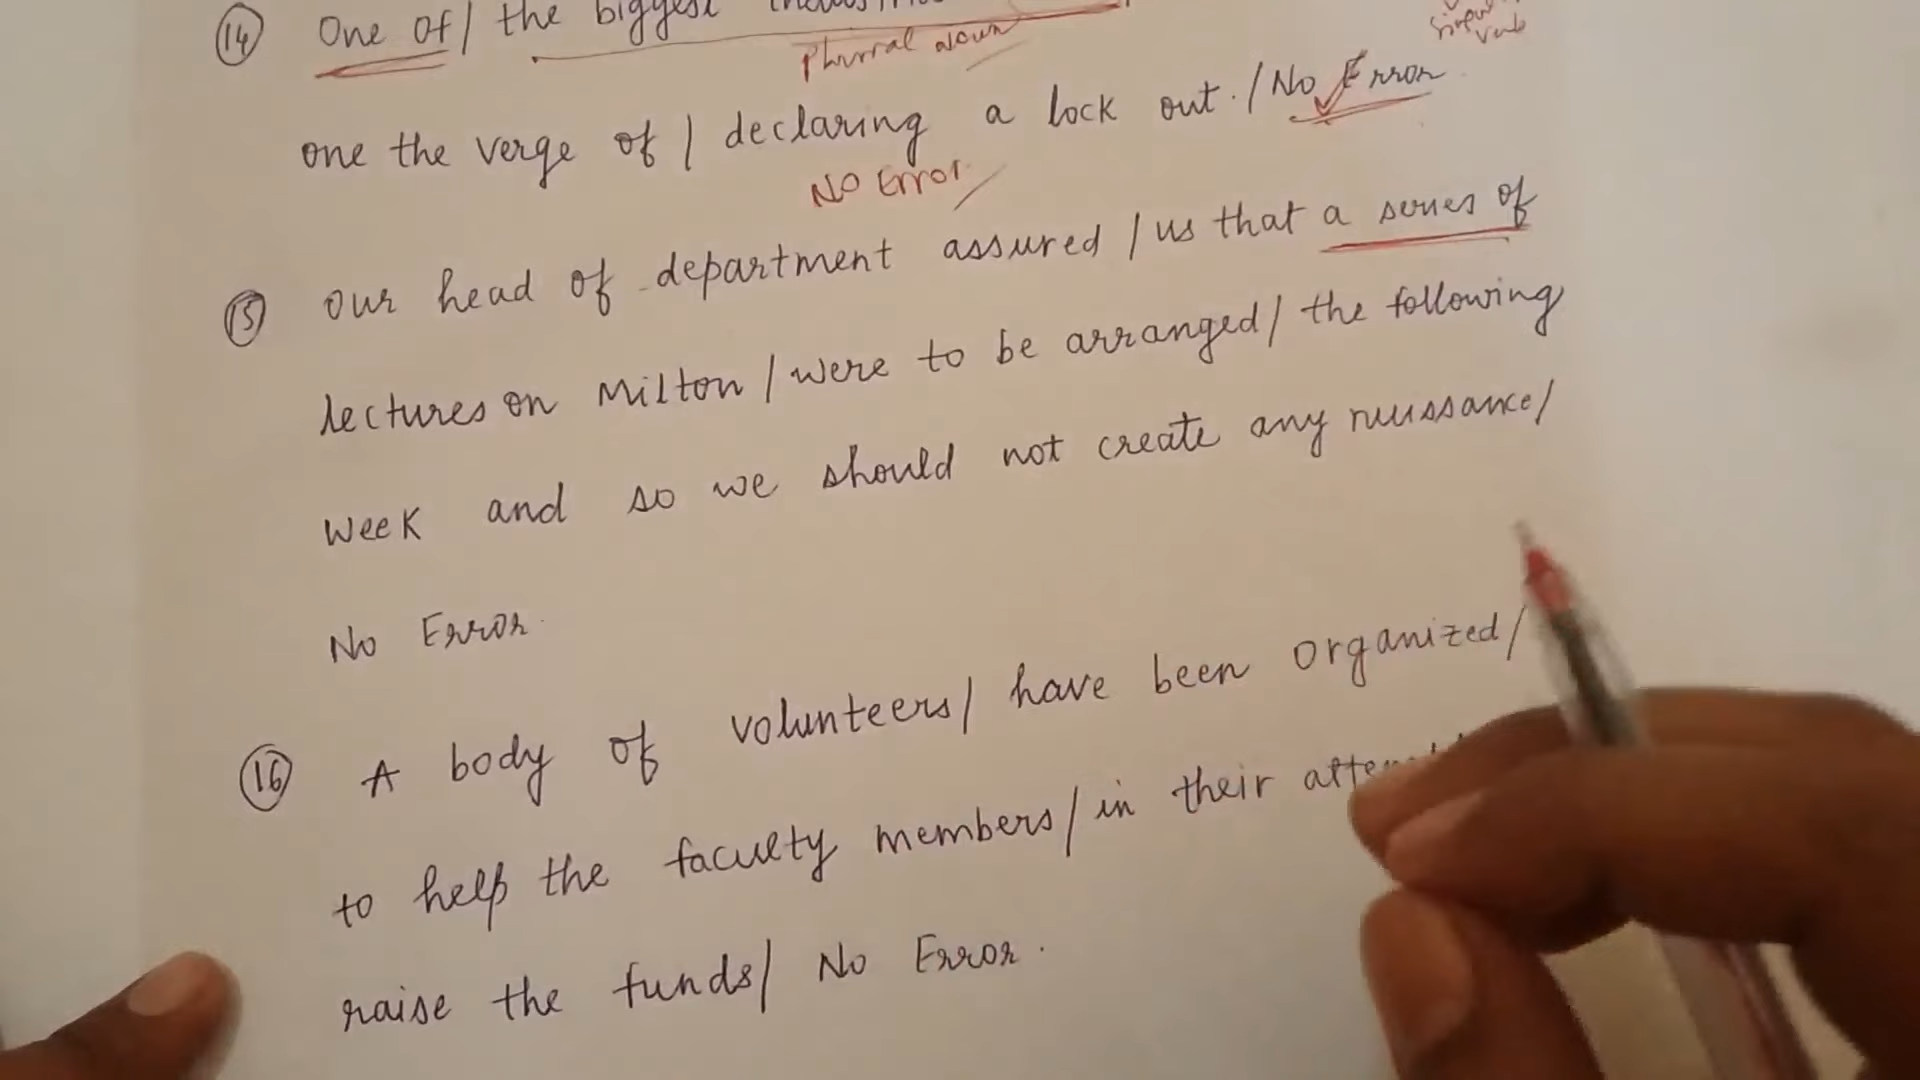 14 One of / the biggest
Plurral Noun
verb
one the verge of / declaring a lock out. / No Error
No Error
15 Our head of department assured / us that a series of
lectures on Milton / were to be arranged / the following
week and so we should not create any nuissance /
No Error.
16 A body of volunteers / have been organized /
to help the faculty members / in their
raise the funds / No Error.